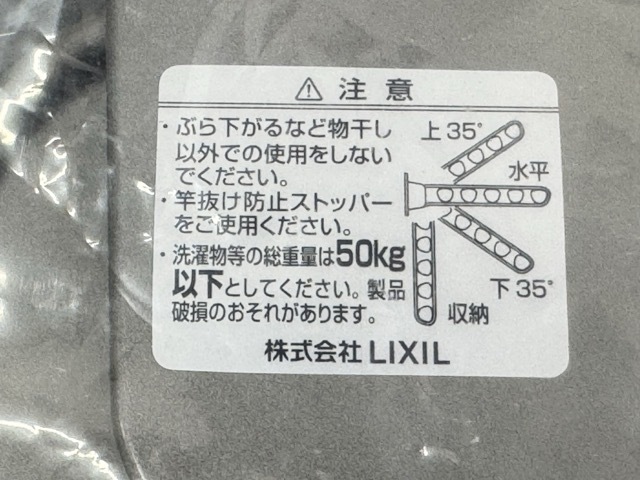 ⚠ 注意
・ぶら下がるなど物干し
以外での使用をしない
でください。
・竿抜け防止ストッパー
をご使用ください。
・洗濯物等の総重量は50kg
以下としてください。製品
破損のおそれがあります。
上35°
水平
下35°
収納
株式会社 LIXIL